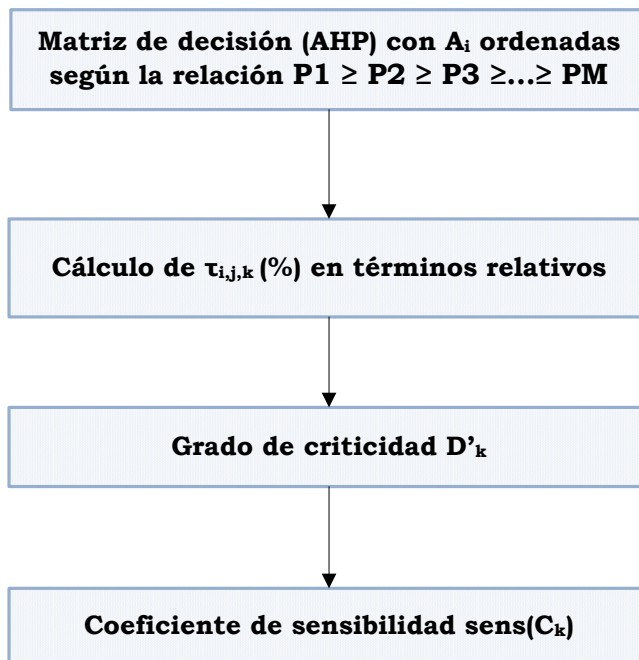 Matriz de decisión (AHP) con Aᵢ ordenadas
según la relación P1 ≥ P2 ≥ P3 ≥...≥ PM
Cálculo de τᵢ,ⱼ,ₖ (%) en términos relativos
Grado de criticidad D’ₖ
Coeficiente de sensibilidad sens(Cₖ)